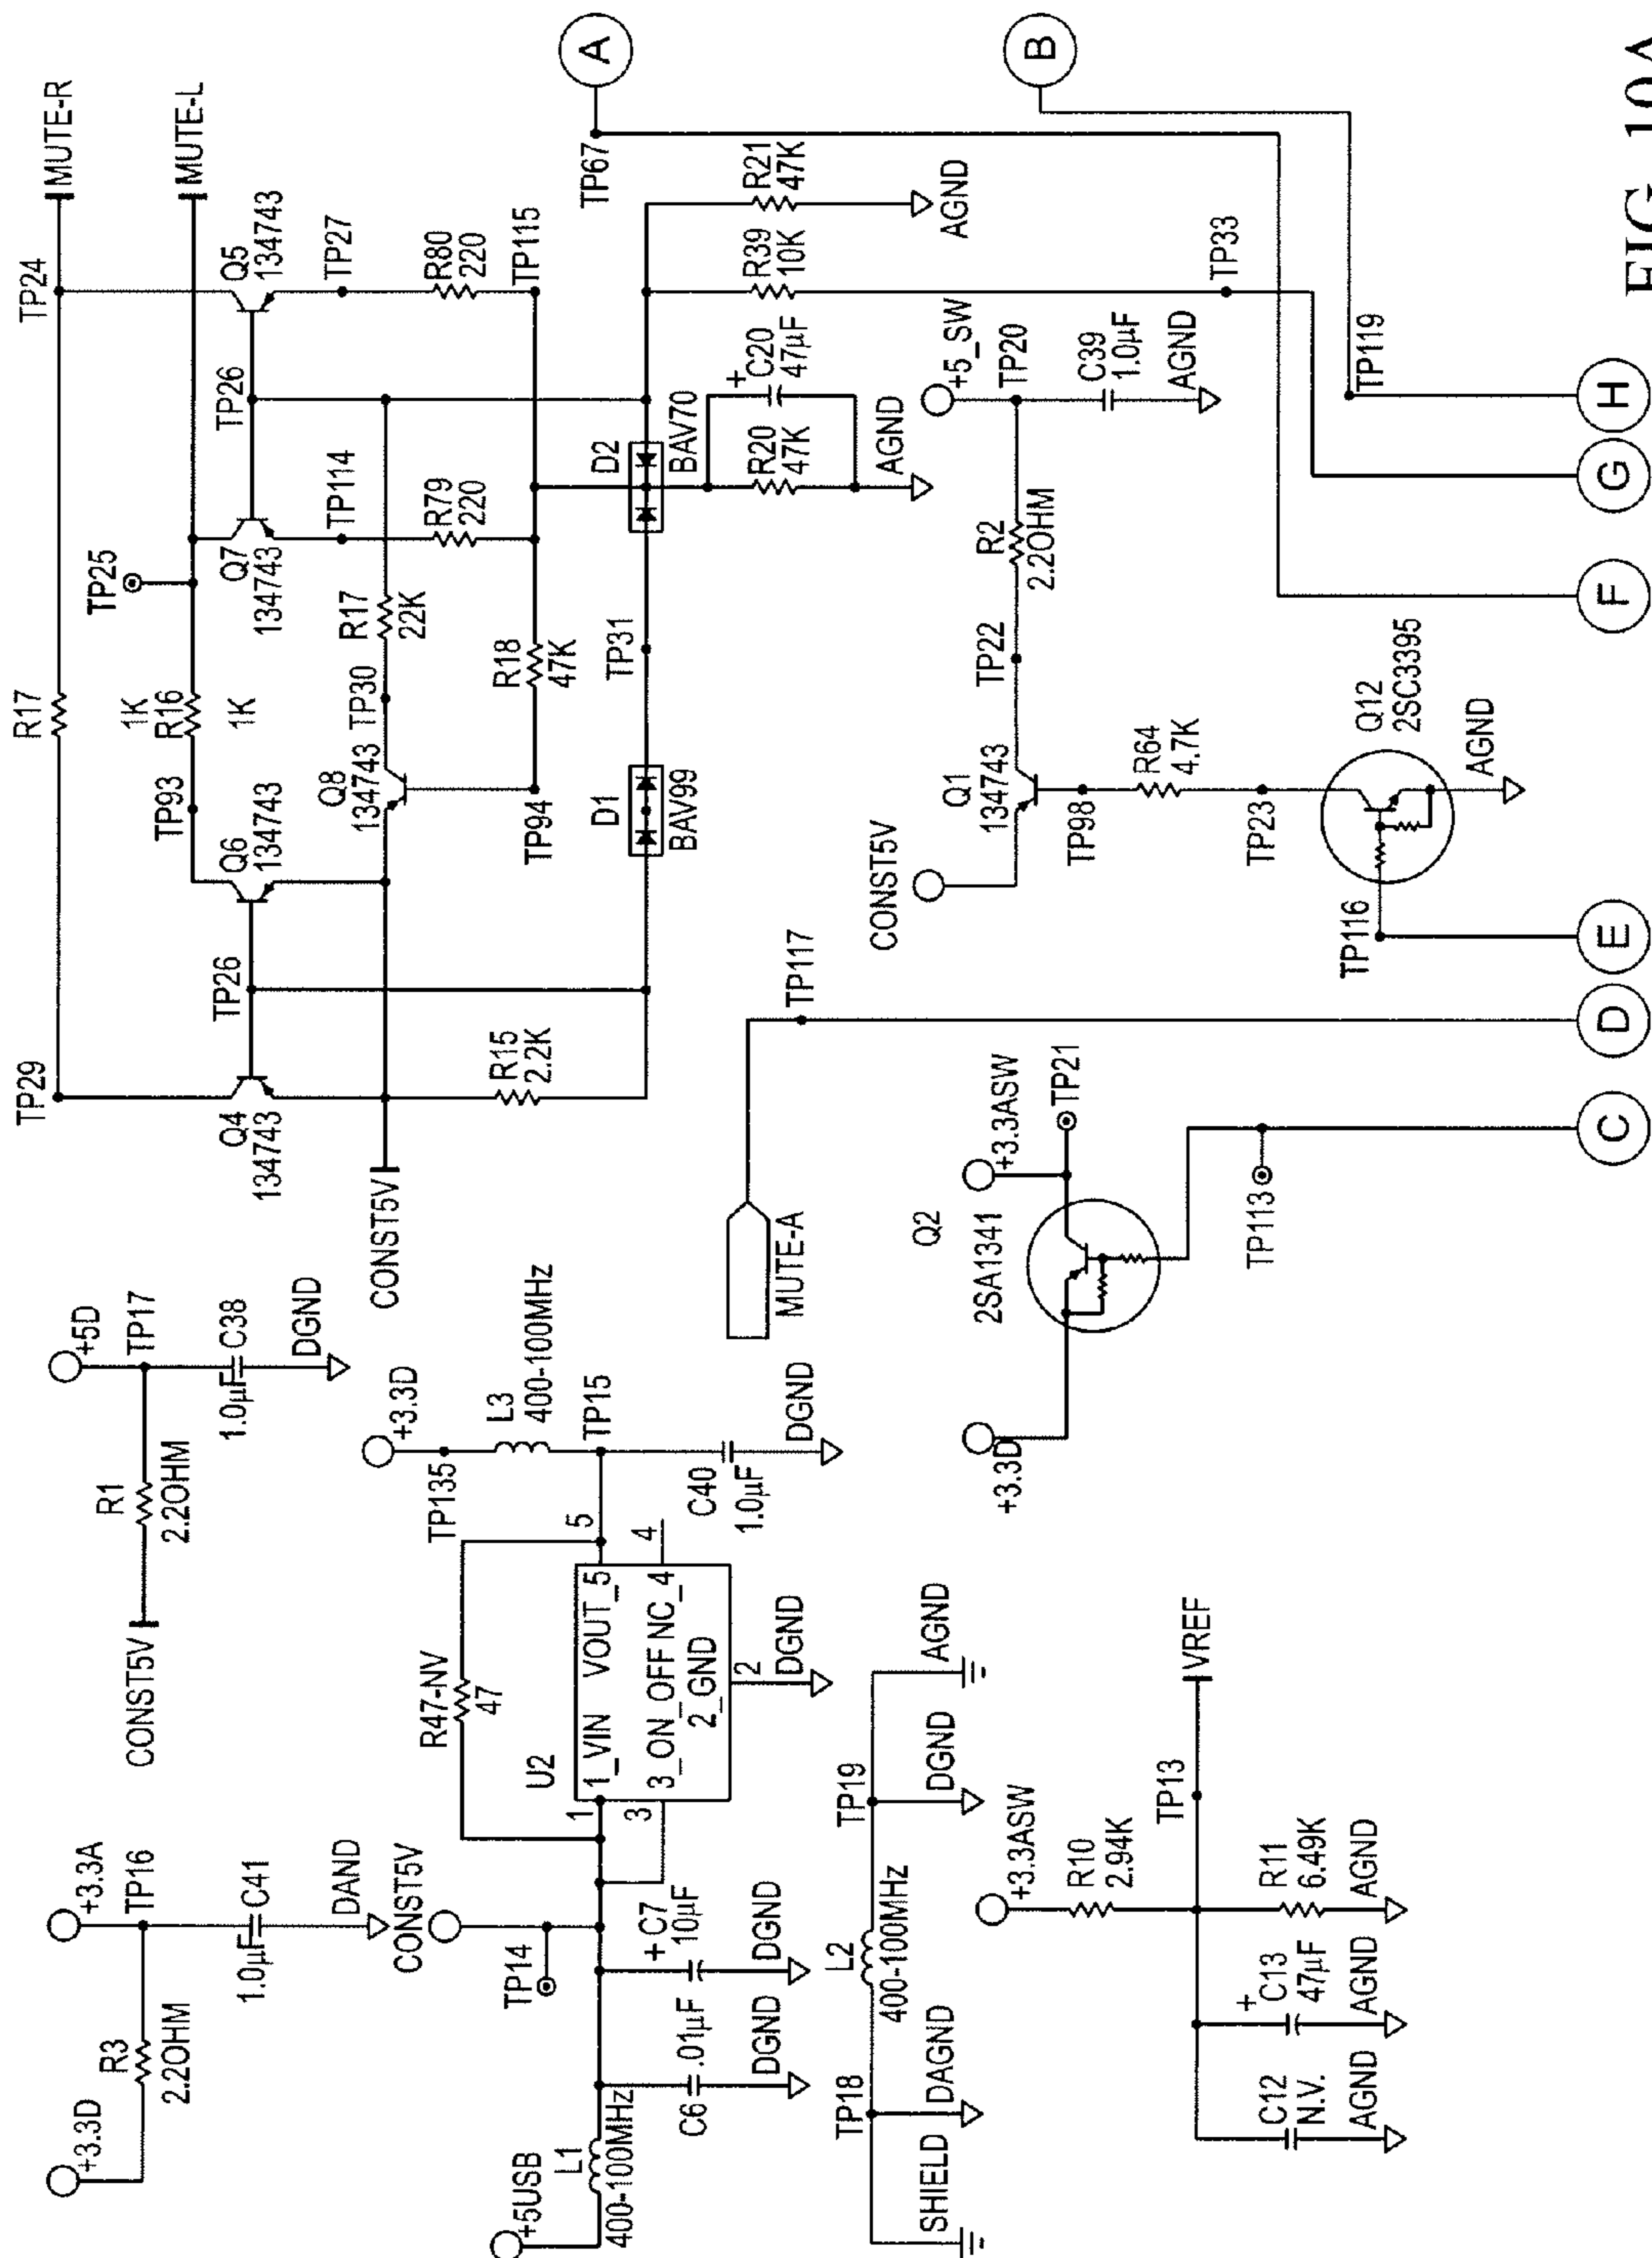 +3.3D
R3
2.2OHM
+3.3A
TP16
1.0µF
C41
DAND
CONST5V
R1
2.2OHM
+5D
TP17
1.0µF
C38
DGND
+5USB
L1
400-100MHz
C6
.01µF
DGND
TP14
CONST5V
+
C7
10µF
DGND
R47-NV
47
U2
1
3
1_VIN
VOUT_5
3_ON_OFF
NC_4
2_GND
5
4
2
DGND
+3.3D
TP135
L3
400-100MHz
TP15
C40
1.0µF
DGND
SHIELD
TP18
DAGND
L2
400-100MHz
TP19
DGND
AGND
+3.3ASW
R10
2.94K
TP13
VREF
C12
N.V.
AGND
+
C13
47µF
AGND
R11
6.49K
AGND
TP29
R17
1K
TP24
MUTE-R
TP93
R16
1K
TP25
MUTE-L
Q4
134743
TP26
Q6
134743
Q7
134743
TP26
Q5
134743
CONST5V
Q8
134743
TP30
R17
22K
TP114
TP27
R15
2.2K
TP94
R18
47K
R79
220
R80
220
TP115
D1
BAV99
TP31
D2
BAV70
R20
47K
+
C20
47µF
AGND
R39
10K
R21
47K
AGND
TP33
TP67
A
B
MUTE-A
TP117
+3.3D
Q2
2SA1341
+3.3ASW
TP21
TP113
CONST5V
Q1
134743
TP22
R2
2.2OHM
+5_SW
TP20
C39
1.0µF
AGND
TP98
R64
4.7K
TP23
Q12
2SC3395
TP116
AGND
TP119
C
D
E
F
G
H